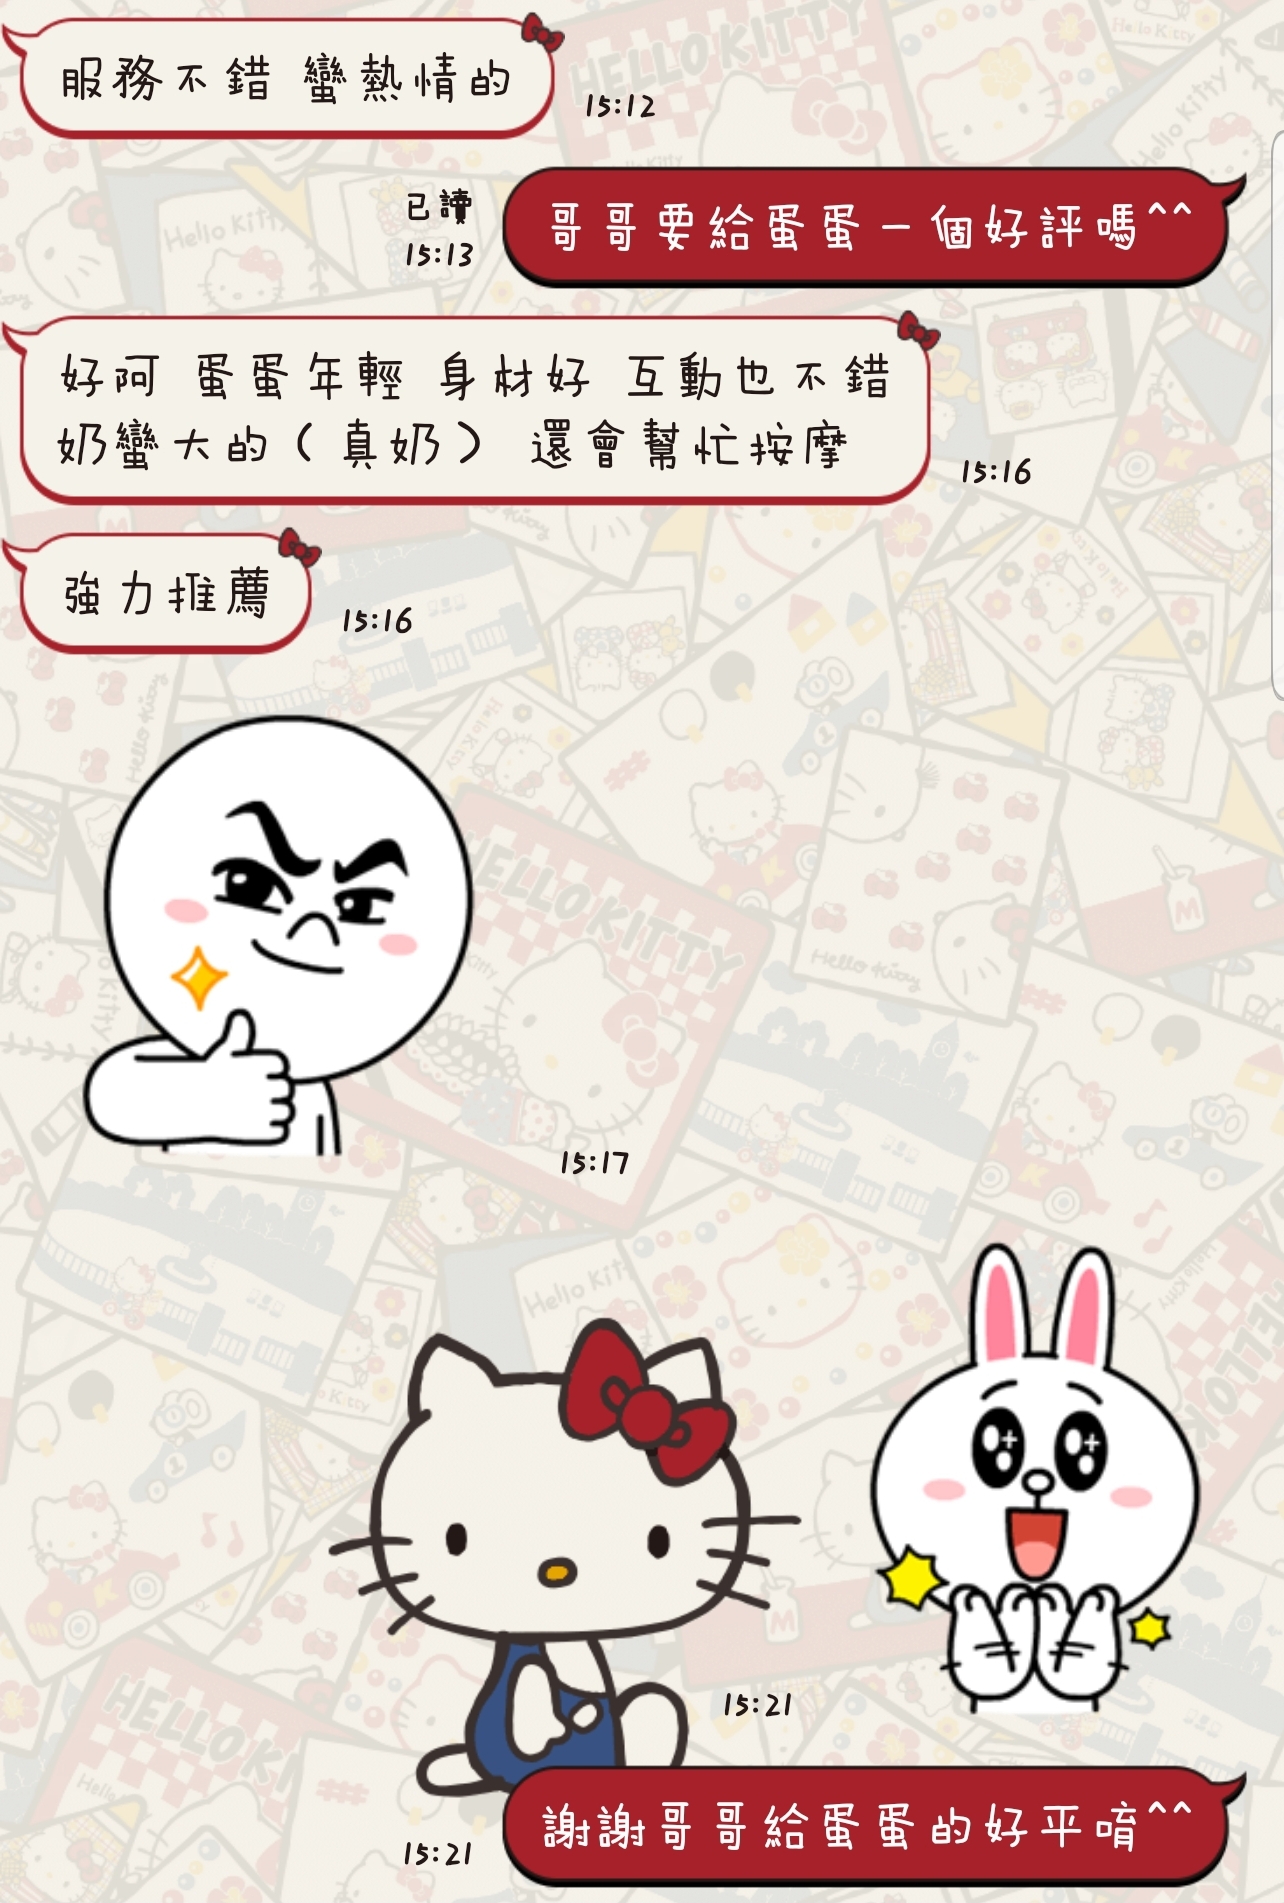 服務不錯 蠻熱情的
15:12
已讀
15:13
哥哥要給蛋蛋一個好評嗎^^
好阿 蛋蛋年輕 身材好 互動也不錯
奶蠻大的(真奶) 還會幫忙按摩
15:16
強力推薦
15:16
15:17
15:21
謝謝哥哥給蛋蛋的好平唷^^
15:21